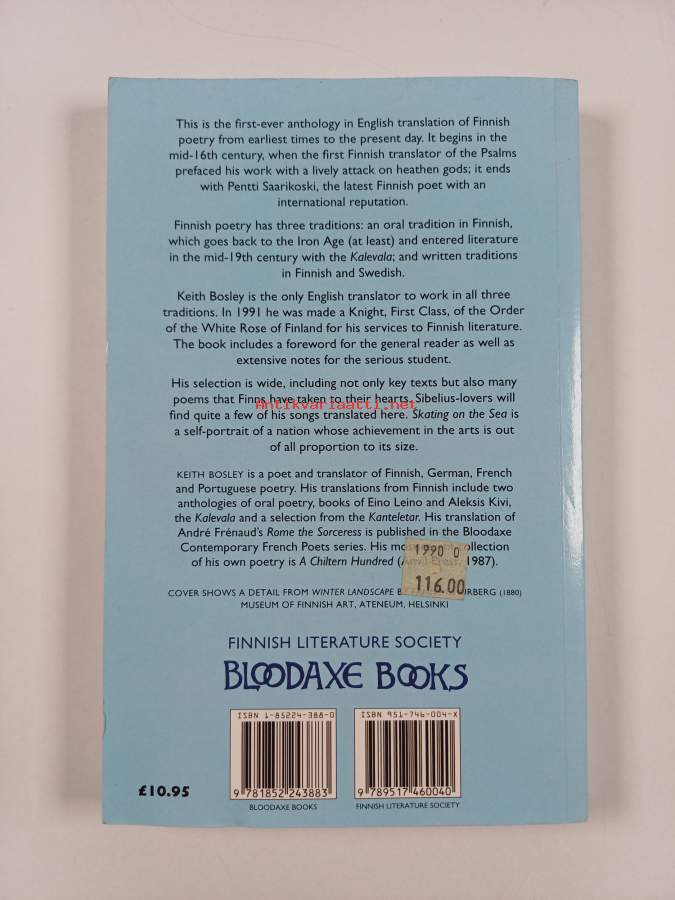 This is the first-ever anthology in English translation of Finnish
poetry from earliest times to the present day. It begins in the
mid-16th century, when the first Finnish translator of the Psalms
prefaced his work with a lively attack on heathen gods; it ends
with Pentti Saarikoski, the latest Finnish poet with an
international reputation.
Finnish poetry has three traditions: an oral tradition in Finnish,
which goes back to the Iron Age (at least) and entered literature
in the mid-19th century with the Kalevala; and written traditions
in Finnish and Swedish.
Keith Bosley is the only English translator to work in all three
traditions. In 1991 he was made a Knight, First Class, of the Order
of the White Rose of Finland for his services to Finnish literature.
The book includes a foreword for the general reader as well as
extensive notes for the serious student.
His selection is wide, including not only key texts but also many
poems that Finns have taken to their hearts. Sibelius-lovers will
Antikvariaatti.net
find quite a few of his songs translated here. Skating on the Sea is
a self-portrait of a nation whose achievement in the arts is out
of all proportion to its size.
KEITH BOSLEY is a poet and translator of Finnish, German, French
and Portuguese poetry. His translations from Finnish include two
anthologies of oral poetry, books of Eino Leino and Aleksis Kivi,
the Kalevala and a selection from the Kanteletar. His translation of
André Frénaud's Rome the Sorceress is published in the Bloodaxe
Contemporary French Poets series. His collection
of his own poetry is A Chiltern Hundred 1987).
1990 0
116.00
COVER SHOWS A DETAIL FROM WINTER LANDSCAPE (1880)
MUSEUM OF FINNISH ART, ATENEUM, HELSINKI
FINNISH LITERATURE SOCIETY
BLOODAXE BOOKS
ISBN 1-85224-388-0
9 781852 243883
BLOODAXE BOOKS
ISBN 951-746-004-X
9 789517 460040
FINNISH LITERATURE SOCIETY
£10.95